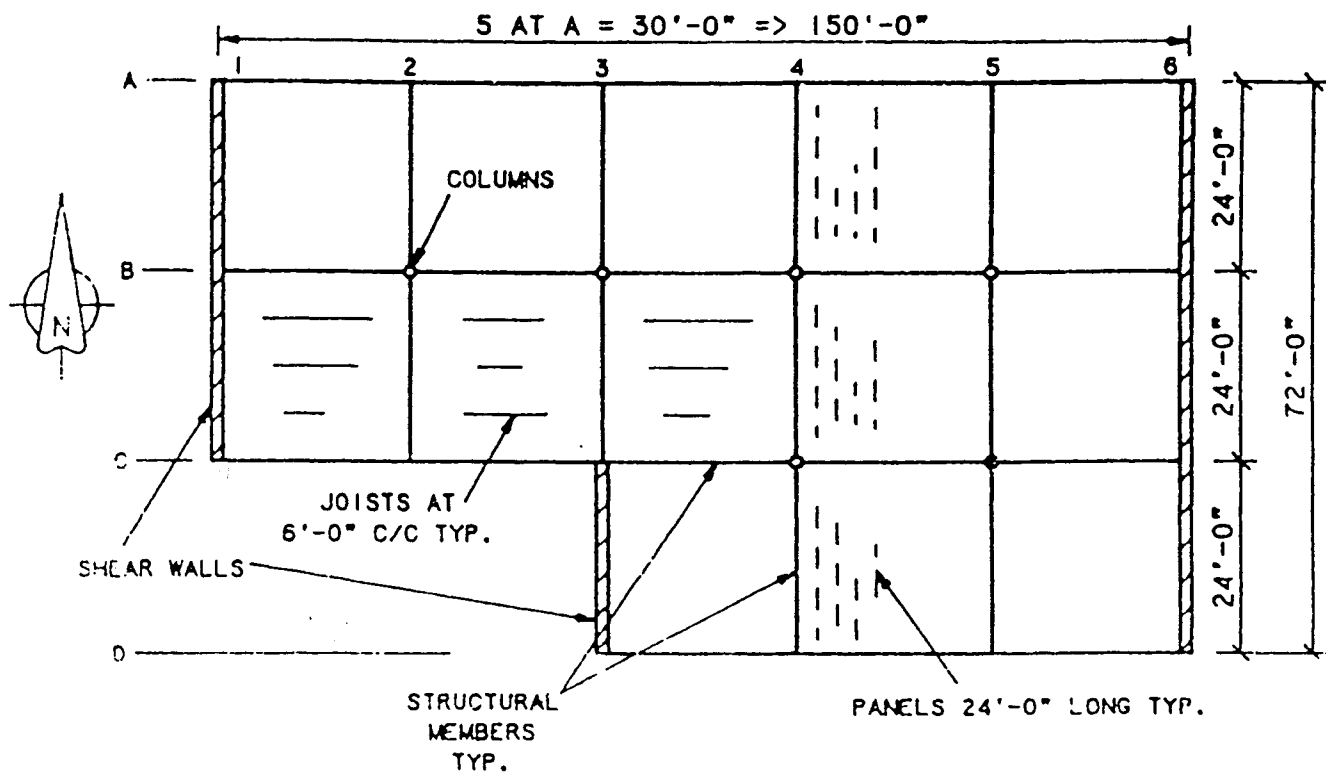 5 AT A = 30'-0" => 150'-0"
1 2 3 4 5 6
A
COLUMNS
24'-0"
B
N
24'-0"
72'-0"
C
JOISTS AT
6'-0" C/C TYP.
SHEAR WALLS
24'-0"
D
STRUCTURAL
MEMBERS
TYP.
PANELS 24'-0" LONG TYP.